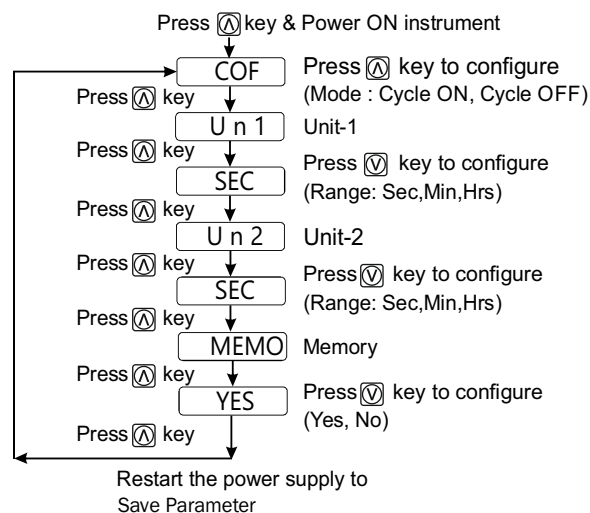 Press ⋀ key & Power ON instrument
COF
Press ⋀ key to configure
(Mode : Cycle ON, Cycle OFF)
Press ⋀ key
U n 1
Unit-1
Press ⋀ key
Press ⋁ key to configure
SEC
(Range: Sec,Min,Hrs)
Press ⋀ key
U n 2
Unit-2
Press ⋀ key
Press ⋁ key to configure
SEC
(Range: Sec,Min,Hrs)
Press ⋀ key
MEMO
Memory
Press ⋀ key
Press ⋁ key to configure
YES
(Yes, No)
Press ⋀ key
Restart the power supply to
Save Parameter